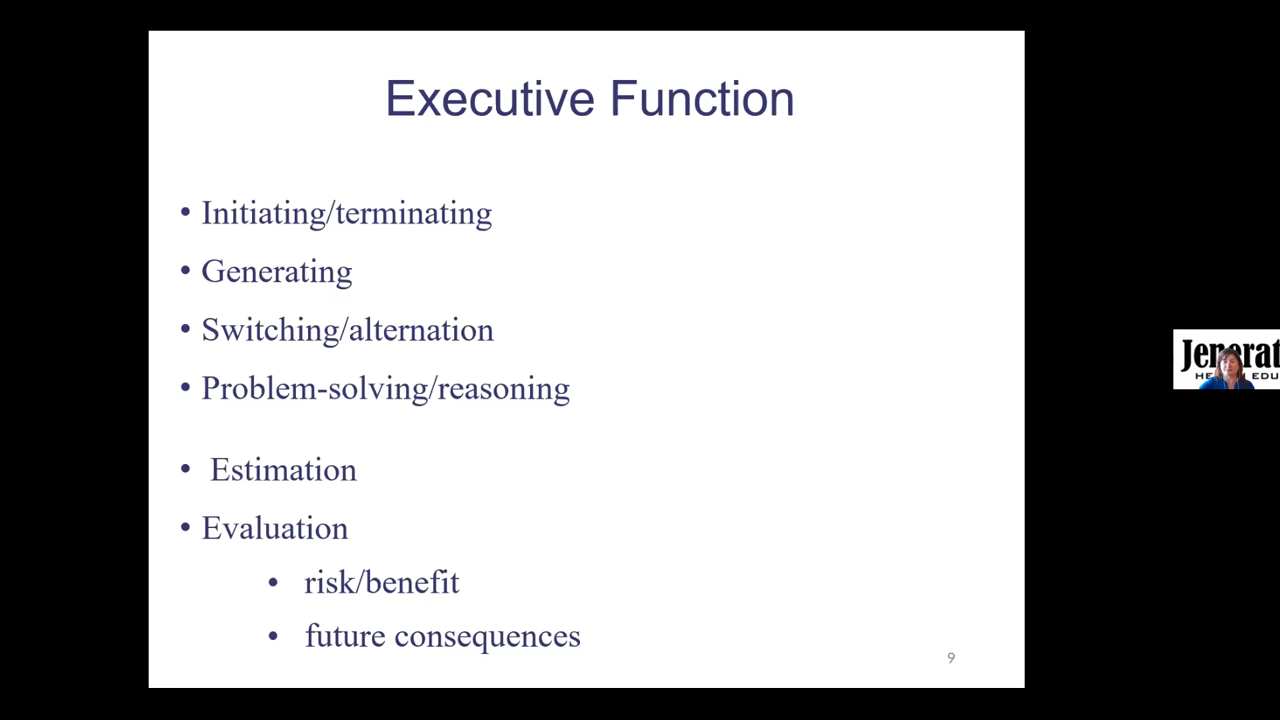 Executive Function
• Initiating/terminating
• Generating
• Switching/alternation
• Problem-solving/reasoning
• Estimation
• Evaluation
• risk/benefit
• future consequences
9